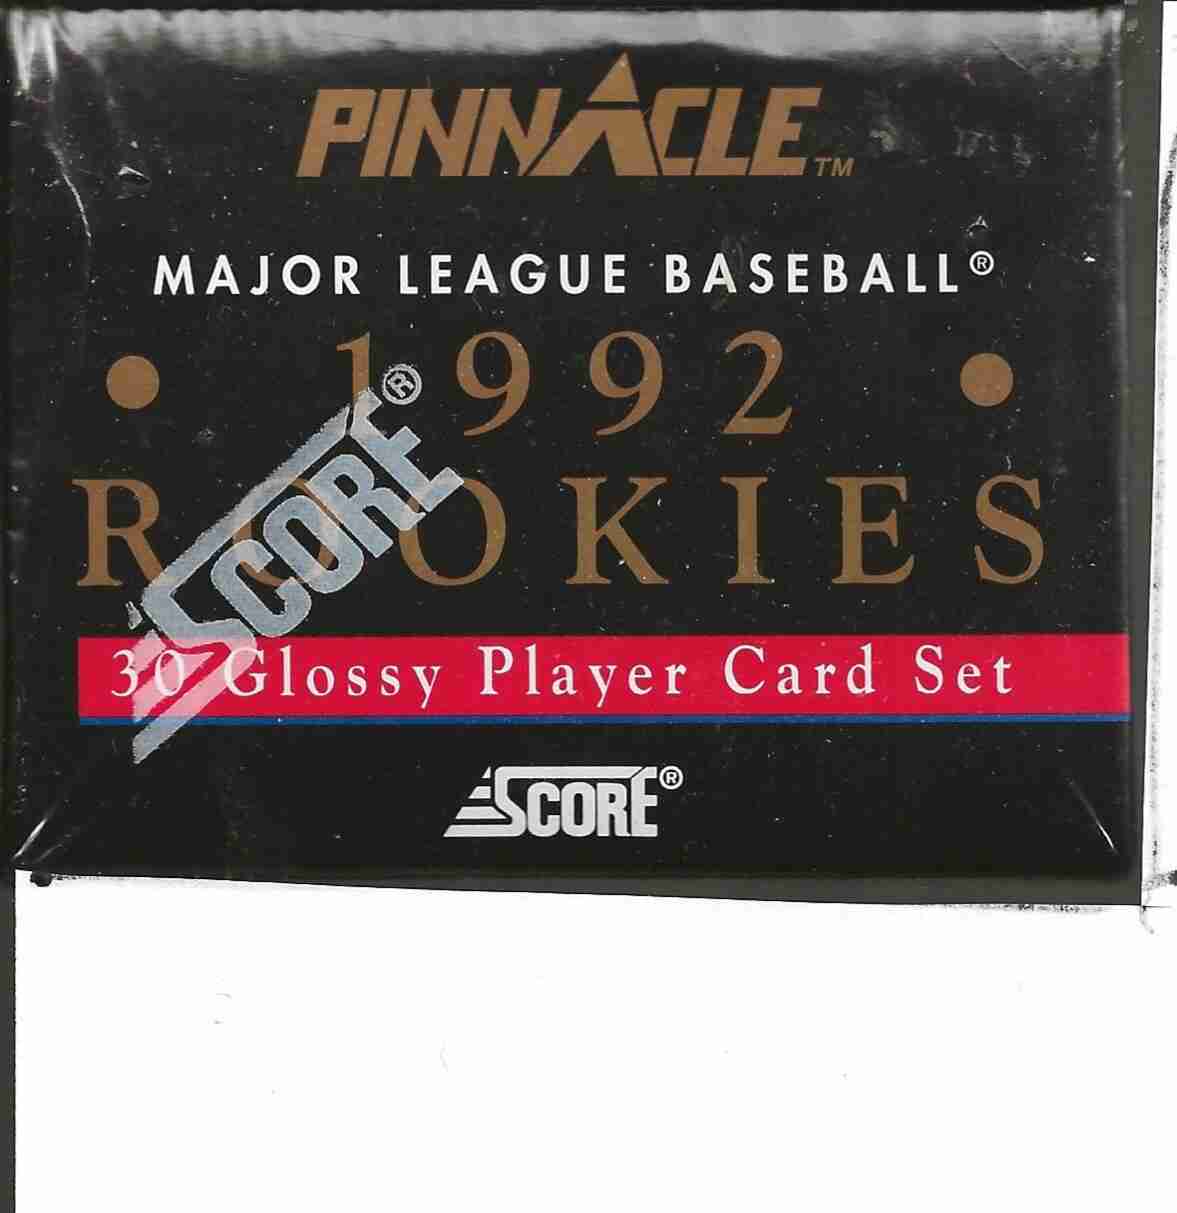 PINNACLE™
MAJOR LEAGUE BASEBALL®
• 1992 •
ROOKIES
SCORE®
30 Glossy Player Card Set
SCORE®